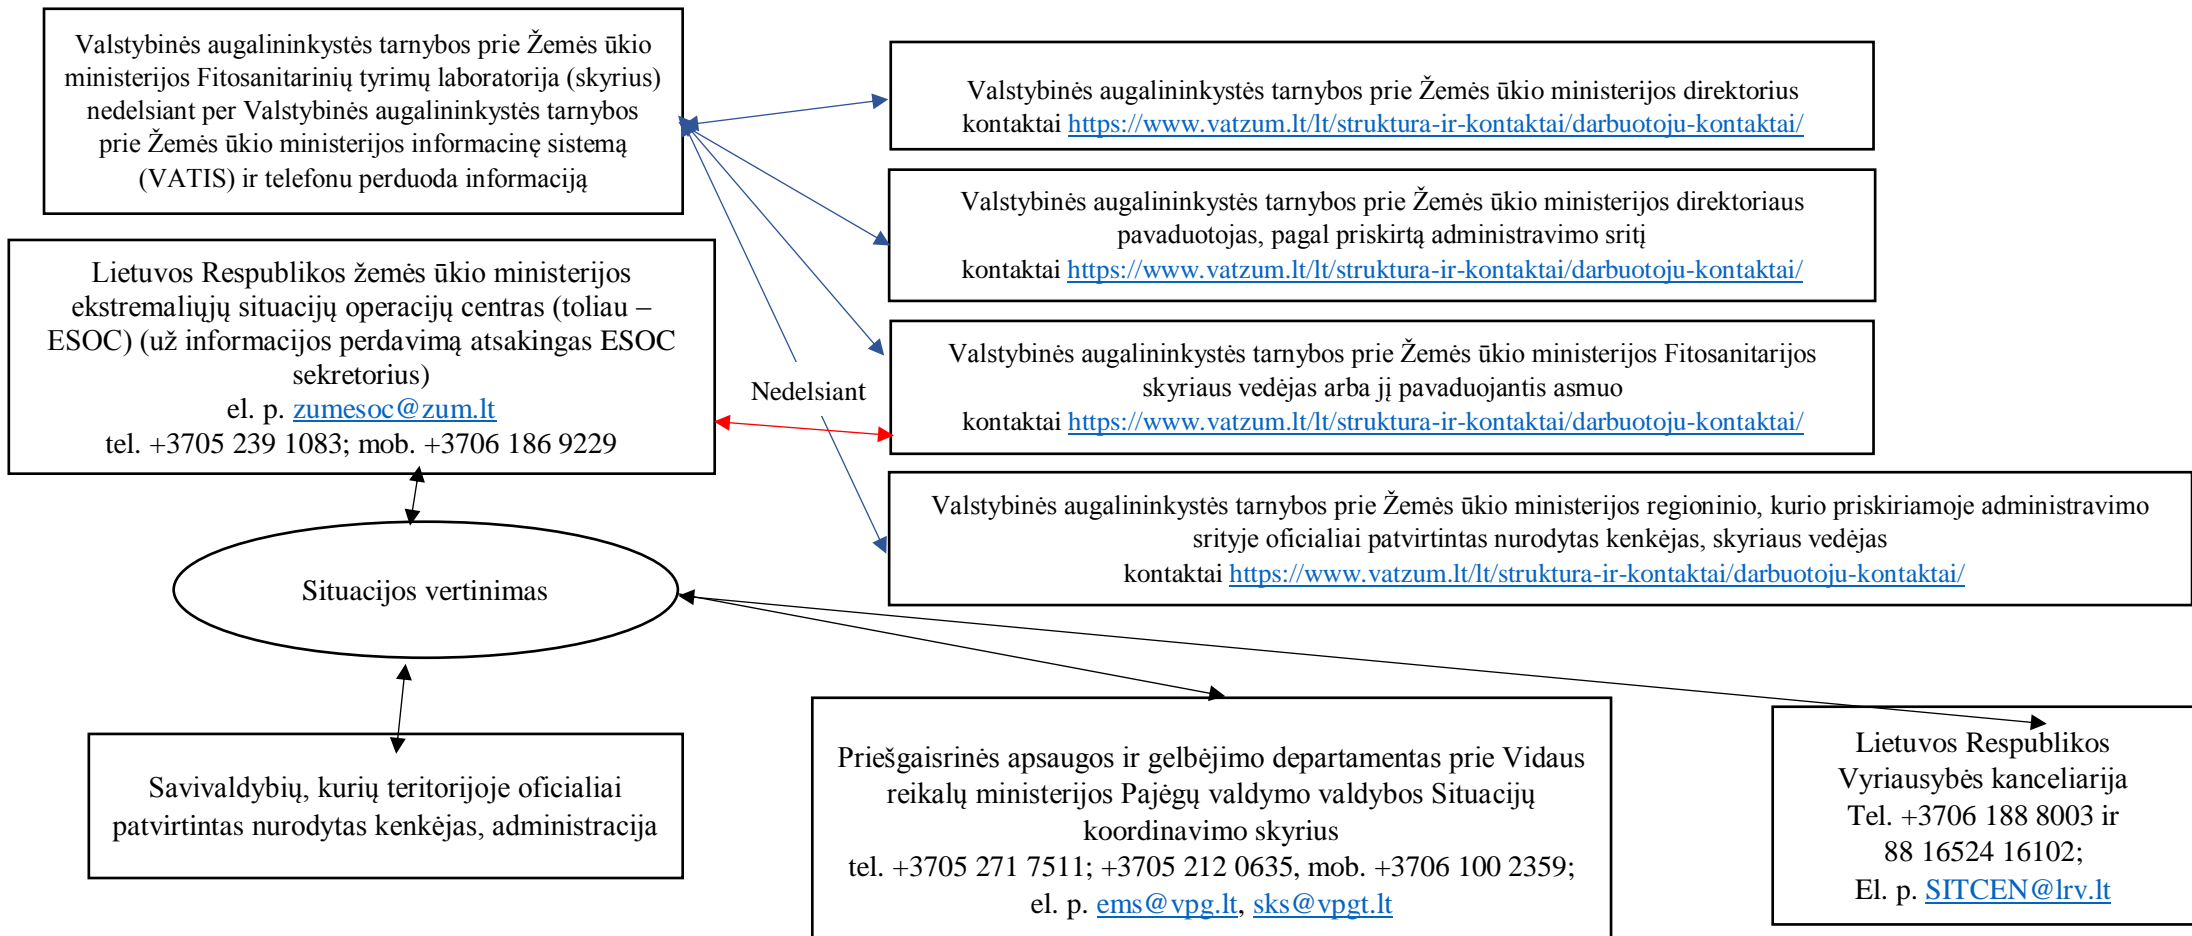 Valstybinės augalininkystės tarnybos prie Žemės ūkio
ministerijos Fitosanitarinių tyrimų laboratorija (skyrius)
nedelsiant per Valstybinės augalininkystės tarnybos
prie Žemės ūkio ministerijos informacinę sistemą
(VATIS) ir telefonu perduoda informaciją
Valstybinės augalininkystės tarnybos prie Žemės ūkio ministerijos direktorius
kontaktai https://www.vatzum.lt/lt/struktura-ir-kontaktai/darbuotoju-kontaktai/
Valstybinės augalininkystės tarnybos prie Žemės ūkio ministerijos direktoriaus
pavaduotojas, pagal priskirtą administravimo sritį
kontaktai https://www.vatzum.lt/lt/struktura-ir-kontaktai/darbuotoju-kontaktai/
Lietuvos Respublikos žemės ūkio ministerijos
ekstremaliųjų situacijų operacijų centras (toliau –
ESOC) (už informacijos perdavimą atsakingas ESOC
sekretorius)
el. p. zumesoc@zum.lt
tel. +3705 239 1083; mob. +3706 186 9229
Nedelsiant
Valstybinės augalininkystės tarnybos prie Žemės ūkio ministerijos Fitosanitarijos
skyriaus vedėjas arba jį pavaduojantis asmuo
kontaktai https://www.vatzum.lt/lt/struktura-ir-kontaktai/darbuotoju-kontaktai/
Valstybinės augalininkystės tarnybos prie Žemės ūkio ministerijos regioninio, kurio priskiriamoje administravimo
srityje oficialiai patvirtintas nurodytas kenkėjas, skyriaus vedėjas
kontaktai https://www.vatzum.lt/lt/struktura-ir-kontaktai/darbuotoju-kontaktai/
Situacijos vertinimas
Savivaldybių, kurių teritorijoje oficialiai
patvirtintas nurodytas kenkėjas, administracija
Priešgaisrinės apsaugos ir gelbėjimo departamentas prie Vidaus
reikalų ministerijos Pajėgų valdymo valdybos Situacijų
koordinavimo skyrius
tel. +3705 271 7511; +3705 212 0635, mob. +3706 100 2359;
el. p. ems@vpg.lt, sks@vpgt.lt
Lietuvos Respublikos
Vyriausybės kanceliarija
Tel. +3706 188 8003 ir
88 16524 16102;
El. p. SITCEN@lrv.lt